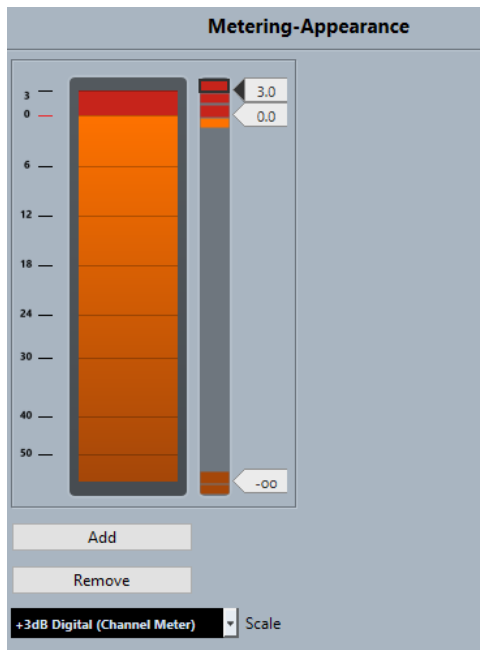 Metering-Appearance
3
3.0
0
0.0
6
12
18
24
30
40
50
-oo
Add
Remove
+3dB Digital (Channel Meter)
Scale